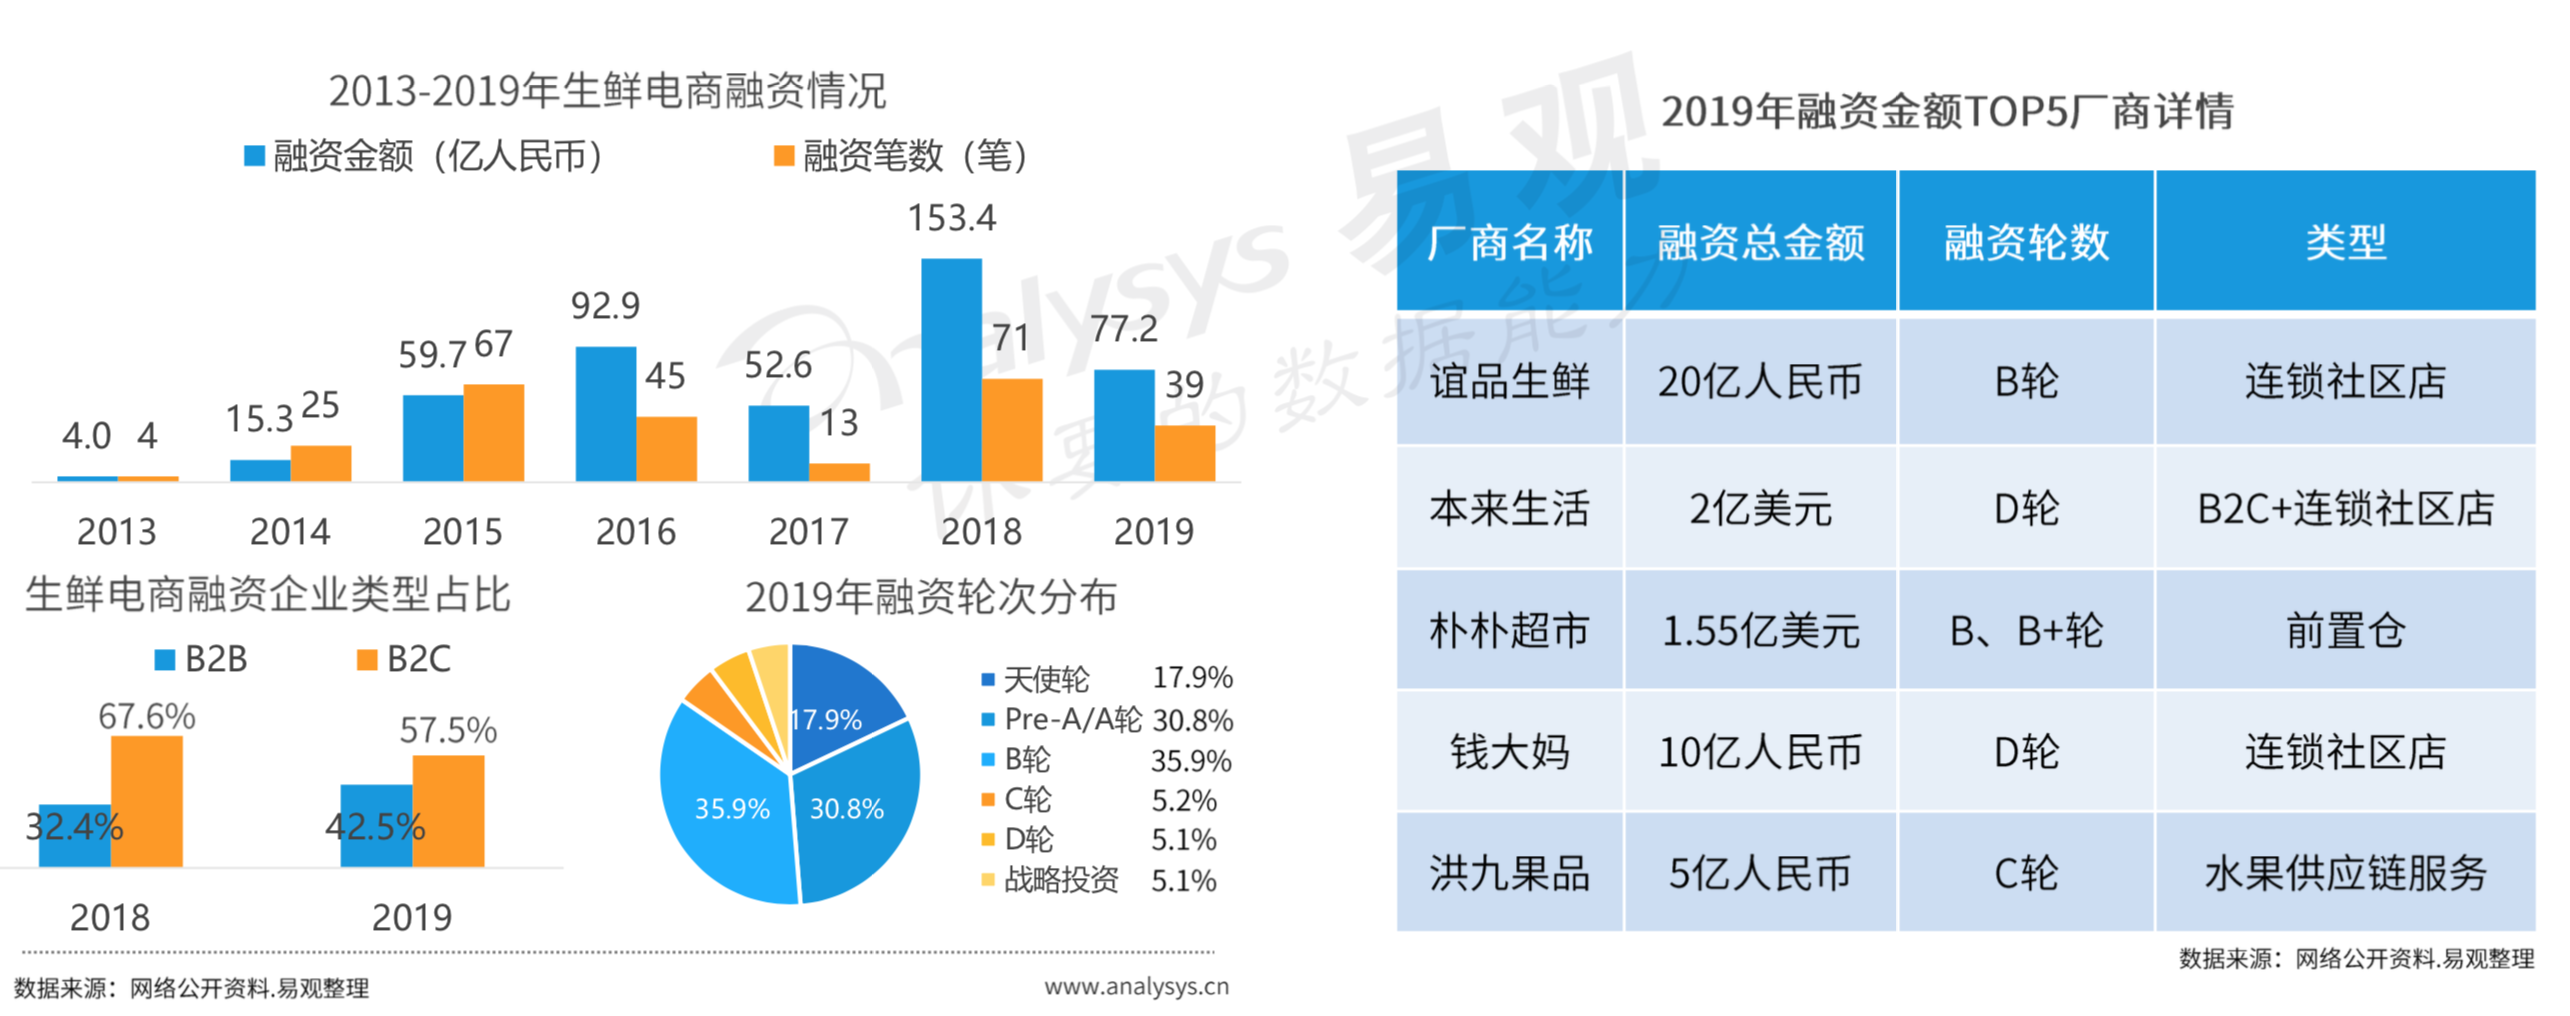 2013-2019年生鲜电商融资情况
融资金额（亿人民币）
融资笔数（笔）
4.0 4
15.3 25
59.7 67
92.9 45
52.6 13
153.4 71
77.2 39
2013 2014 2015 2016 2017 2018 2019
生鲜电商融资企业类型占比
B2B B2C
32.4% 67.6%
42.5% 57.5%
2018 2019
2019年融资轮次分布
17.9%
30.8%
35.9%
天使轮 17.9%
Pre-A/A轮 30.8%
B轮 35.9%
C轮 5.2%
D轮 5.1%
战略投资 5.1%
数据来源：网络公开资料.易观整理
www.analysys.cn
analysys 易观
你要的数据能力
2019年融资金额TOP5厂商详情
厂商名称 融资总金额 融资轮数 类型
谊品生鲜 20亿人民币 B轮 连锁社区店
本来生活 2亿美元 D轮 B2C+连锁社区店
朴朴超市 1.55亿美元 B、B+轮 前置仓
钱大妈 10亿人民币 D轮 连锁社区店
洪九果品 5亿人民币 C轮 水果供应链服务
数据来源：网络公开资料.易观整理